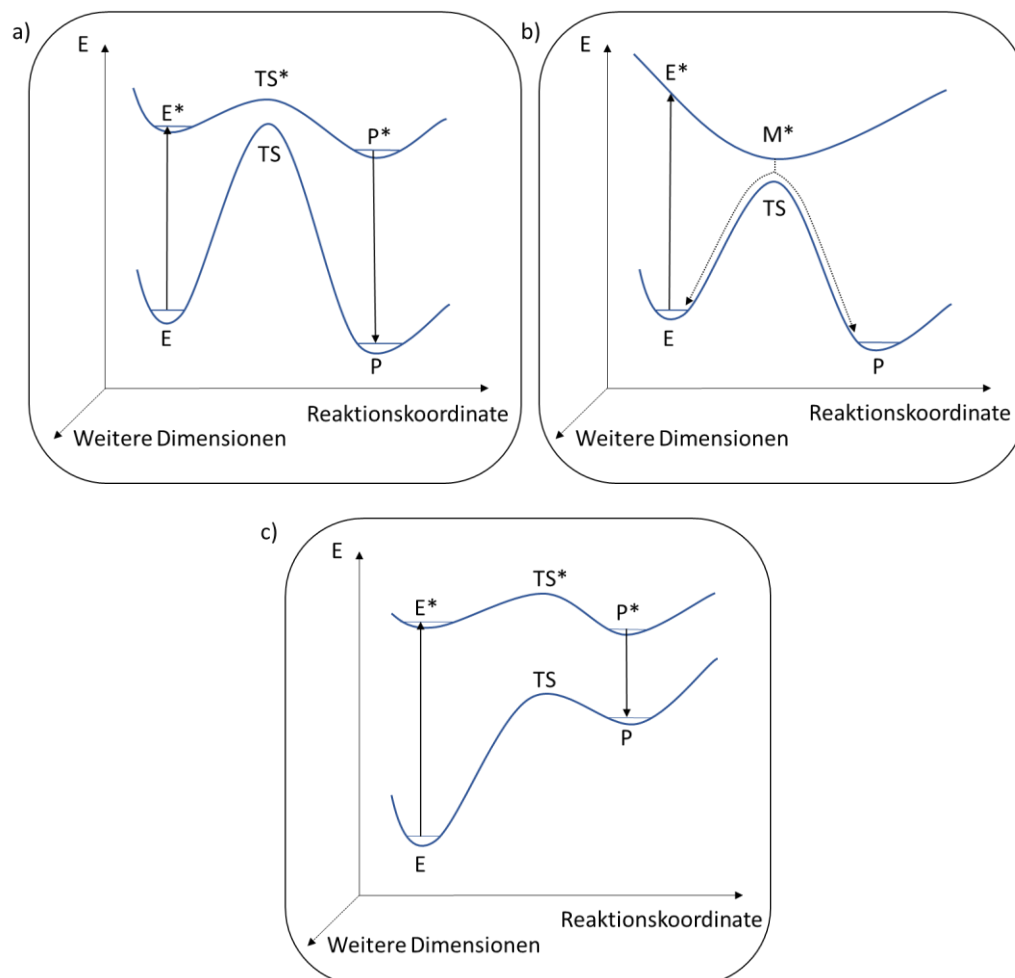 a)
E
TS*
E*
P*
TS
E
P
Reaktionskoordinate
Weitere Dimensionen
b)
E
E*
M*
TS
E
P
Reaktionskoordinate
Weitere Dimensionen
c)
E
TS*
E*
P*
TS
P
E
Reaktionskoordinate
Weitere Dimensionen